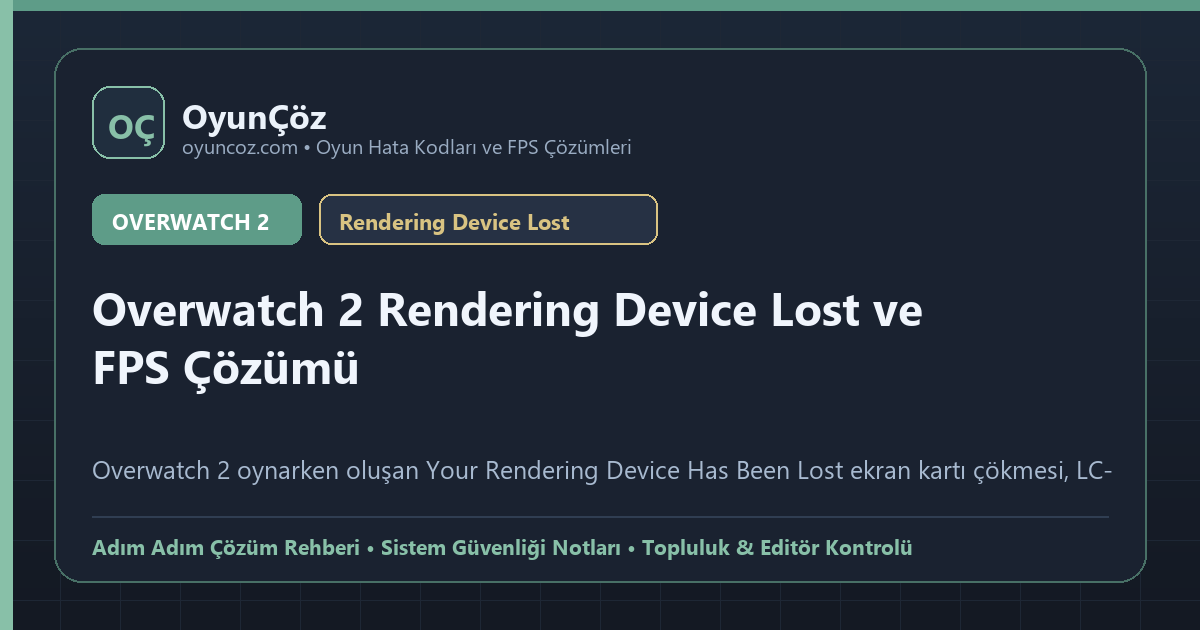 OÇ
OyunÇöz
oyuncoz.com • Oyun Hata Kodları ve FPS Çözümleri
OVERWATCH 2
Rendering Device Lost
Overwatch 2 Rendering Device Lost ve
FPS Çözümü
Overwatch 2 oynarken oluşan Your Rendering Device Has Been Lost ekran kartı çökmesi, LC-
Adım Adım Çözüm Rehberi • Sistem Güvenliği Notları • Topluluk & Editör Kontrolü